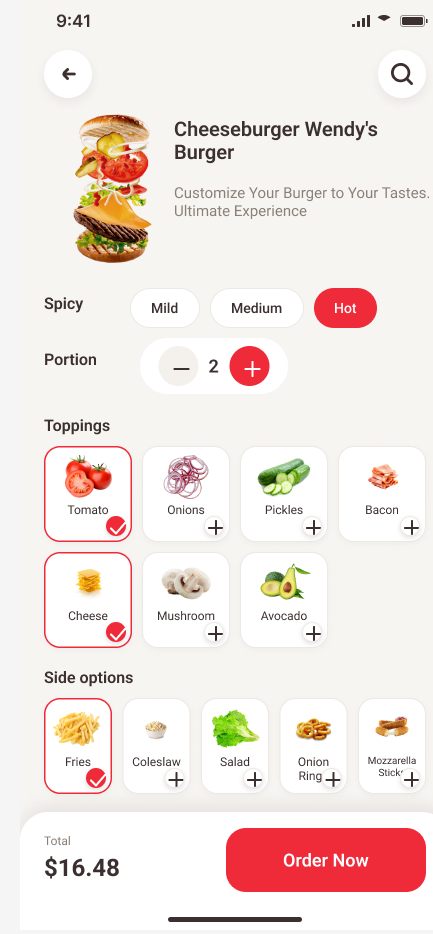 9:41
Cheeseburger Wendy's
Burger
Customize Your Burger to Your Tastes.
Ultimate Experience
Spicy
Mild
Medium
Hot
Portion
2
Toppings
Tomato
Onions
Pickles
Bacon
Cheese
Mushroom
Avocado
Side options
Fries
Coleslaw
Salad
Onion
Ring
Mozzarella
Total
$16.48
Order Now